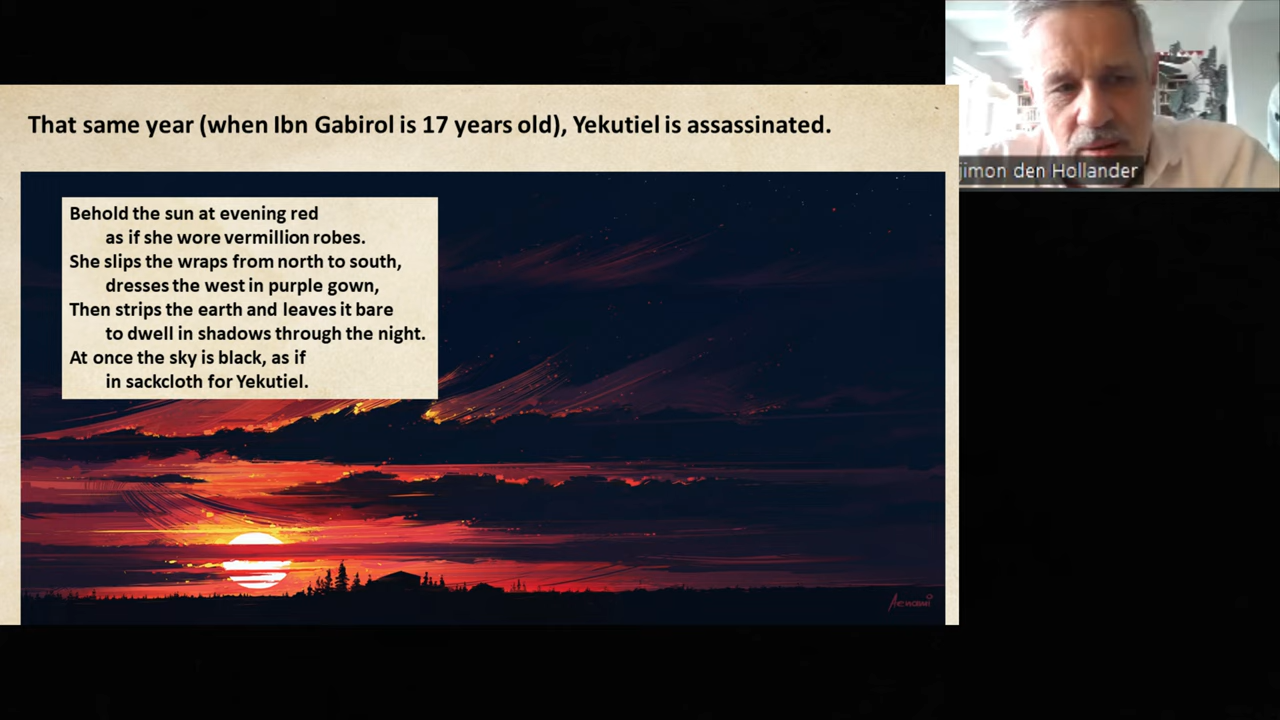 That same year (when Ibn Gabirol is 17 years old), Yekutiel is assassinated.
Behold the sun at evening red
as if she wore vermillion robes.
She slips the wraps from north to south,
dresses the west in purple gown,
Then strips the earth and leaves it bare
to dwell in shadows through the night.
At once the sky is black, as if
in sackcloth for Yekutiel.
Aenami
jimon den Hollander